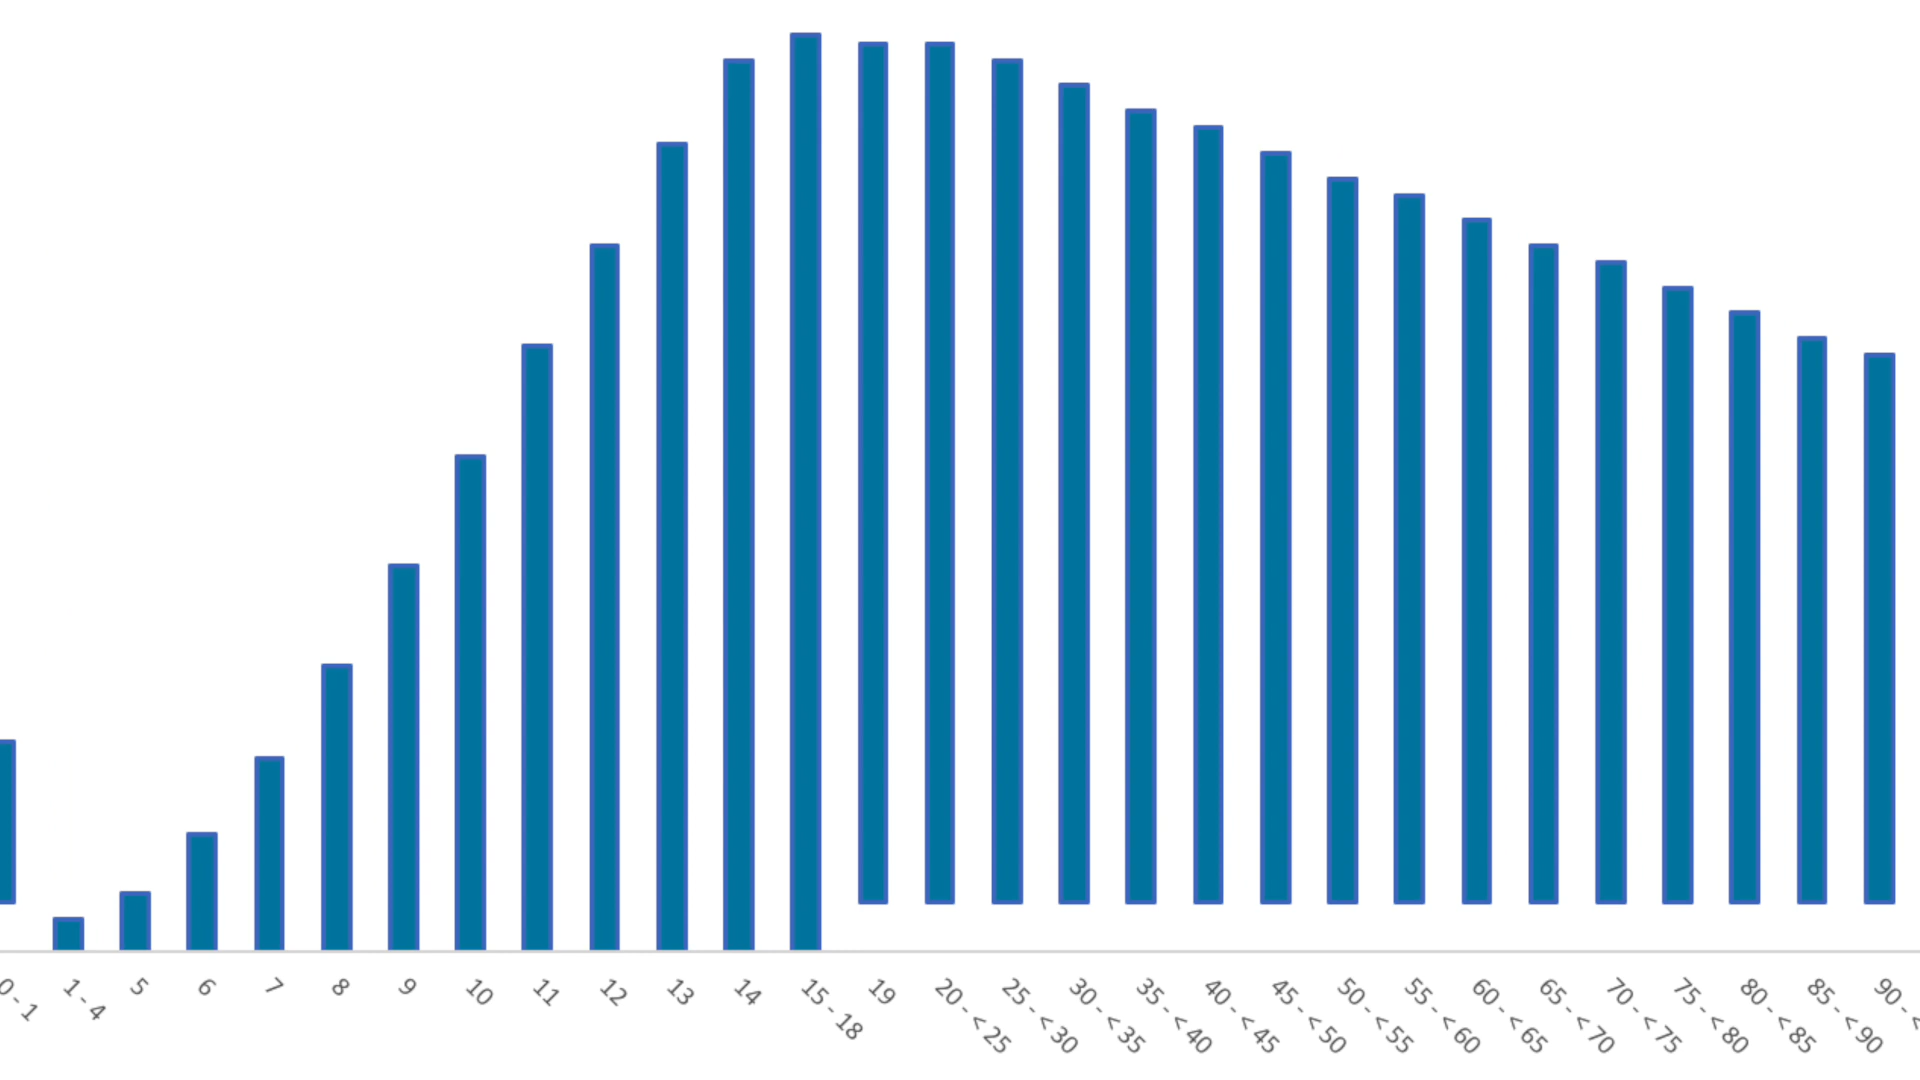 0 - 1
1 - 4
5
6
7
8
9
10
11
12
13
14
15 - 18
19
20 - <25
25 - <30
30 - <35
35 - <40
40 - <45
45 - <50
50 - <55
55 - <60
60 - <65
65 - <70
70 - <75
75 - <80
80 - <85
85 - <90
90 - <